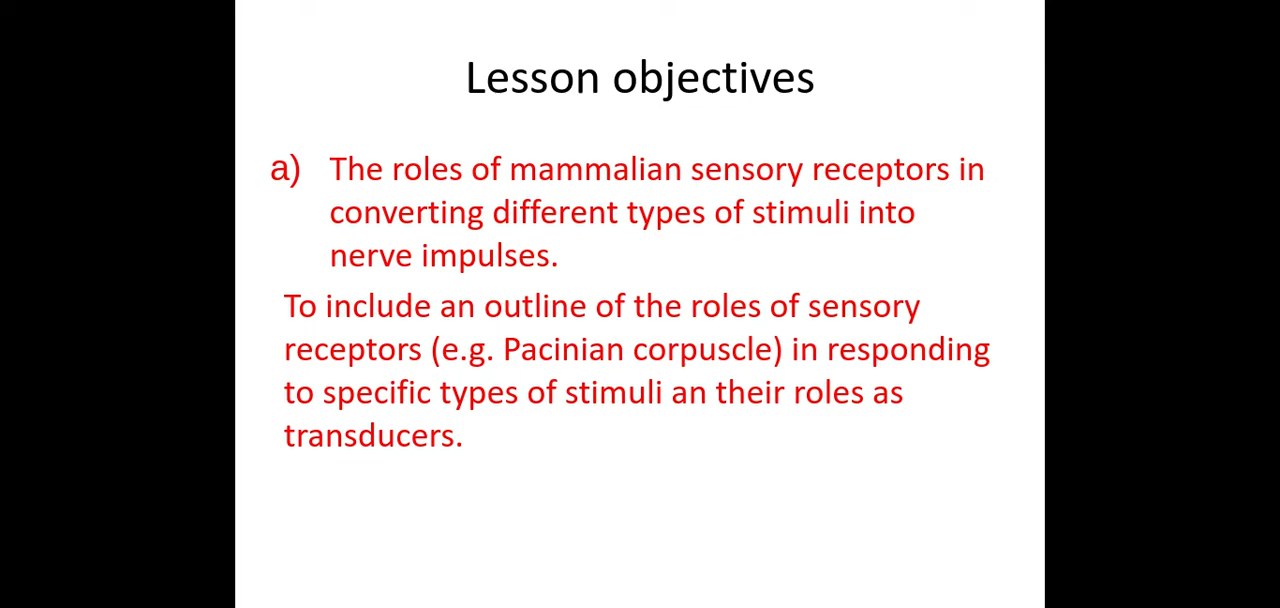 Lesson objectives
a) The roles of mammalian sensory receptors in
converting different types of stimuli into
nerve impulses.
To include an outline of the roles of sensory
receptors (e.g. Pacinian corpuscle) in responding
to specific types of stimuli an their roles as
transducers.